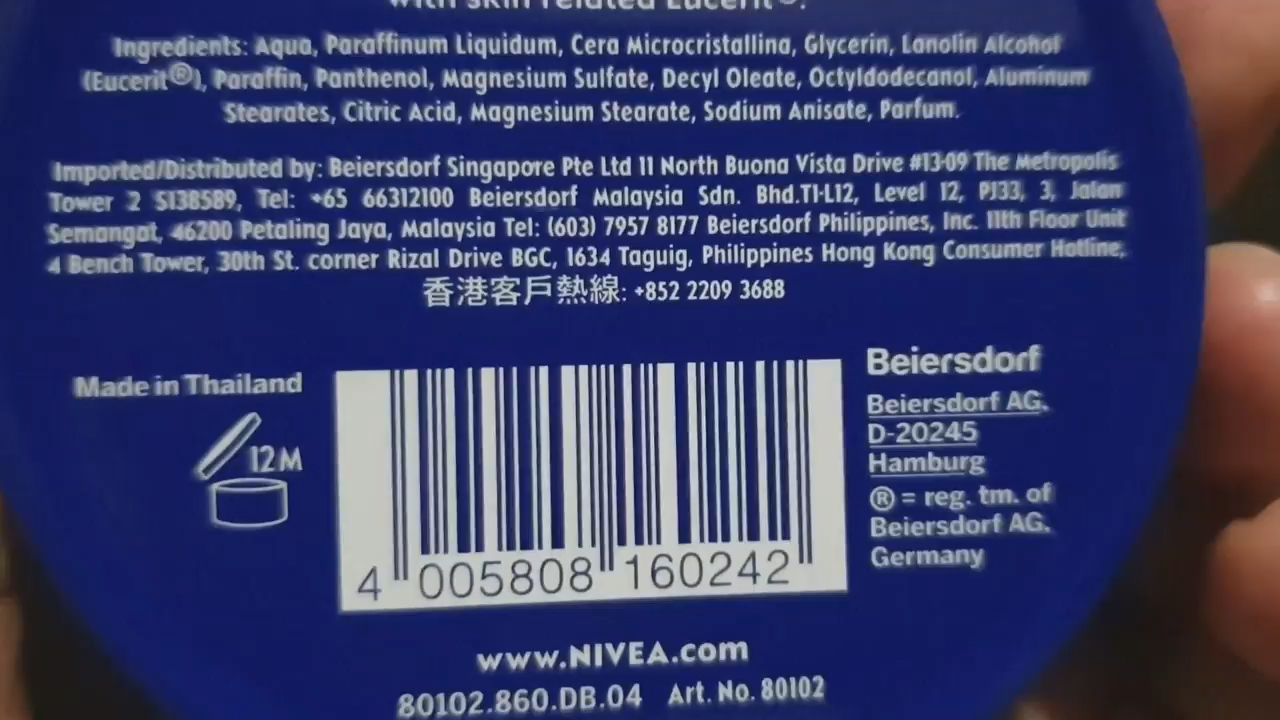 with skin related Eucerit®.
Ingredients: Aqua, Paraffinum Liquidum, Cera Microcristallina, Glycerin, Lanolin Alcohol
(Eucerit®), Paraffin, Panthenol, Magnesium Sulfate, Decyl Oleate, Octyldodecanol, Aluminum
Stearates, Citric Acid, Magnesium Stearate, Sodium Anisate, Parfum.
Imported/Distributed by: Beiersdorf Singapore Pte Ltd 11 North Buona Vista Drive #13-09 The Metropolis
Tower 2 S138589, Tel: +65 66312100 Beiersdorf Malaysia Sdn. Bhd.T1-L12, Level 12, PJ33, 3, Jalan
Semangat, 46200 Petaling Jaya, Malaysia Tel: (603) 7957 8177 Beiersdorf Philippines, Inc. 11th Floor Unit
4 Bench Tower, 30th St. corner Rizal Drive BGC, 1634 Taguig, Philippines Hong Kong Consumer Hotline,
香港客戶熱線: +852 2209 3688
Made in Thailand
12M
4 005808 160242
Beiersdorf
Beiersdorf AG.
D-20245
Hamburg
® = reg. tm. of
Beiersdorf AG.
Germany
www.NIVEA.com
80102.860.DB.04 Art. No. 80102